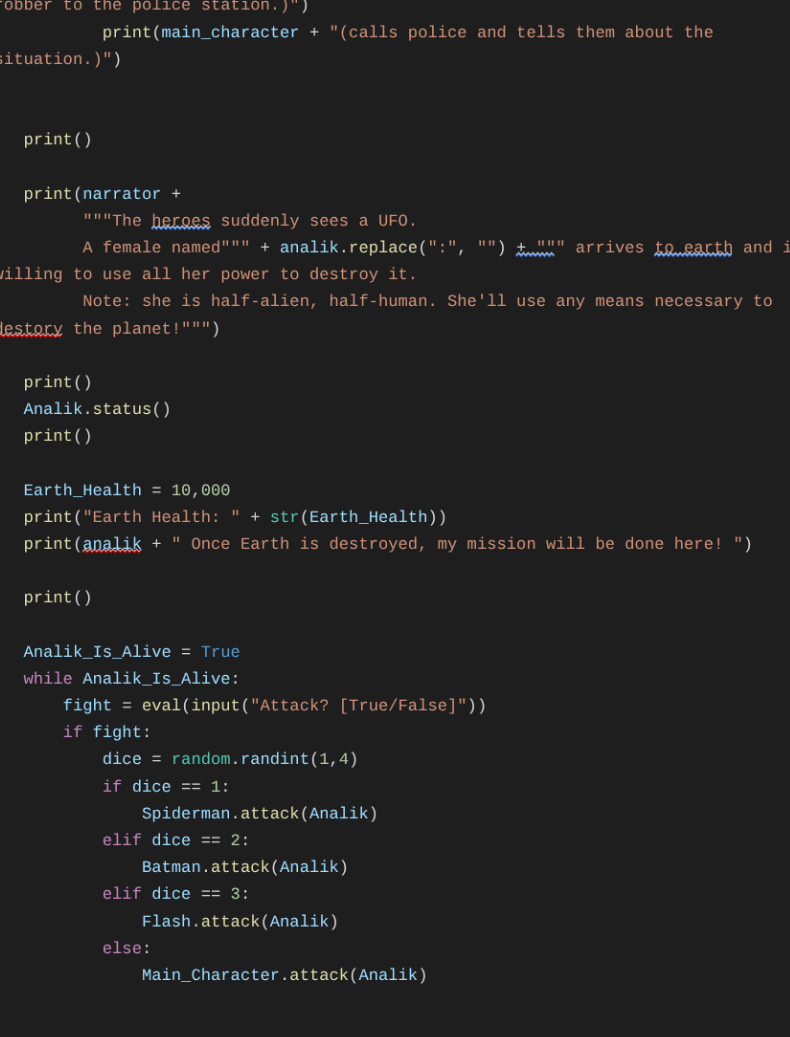 robber to the police station.)")
print(main_character + "(calls police and tells them about the
situation.)")
print()
print(narrator +
"""The heroes suddenly sees a UFO.
A female named""" + analik.replace(":", "") + """ arrives to earth and i
willing to use all her power to destroy it.
Note: she is half-alien, half-human. She'll use any means necessary to
destory the planet!""")
print()
Analik.status()
print()
Earth_Health = 10,000
print("Earth Health: " + str(Earth_Health))
print(analik + " Once Earth is destroyed, my mission will be done here! ")
print()
Analik_Is_Alive = True
while Analik_Is_Alive:
fight = eval(input("Attack? [True/False]"))
if fight:
dice = random.randint(1,4)
if dice == 1:
Spiderman.attack(Analik)
elif dice == 2:
Batman.attack(Analik)
elif dice == 3:
Flash.attack(Analik)
else:
Main_Character.attack(Analik)